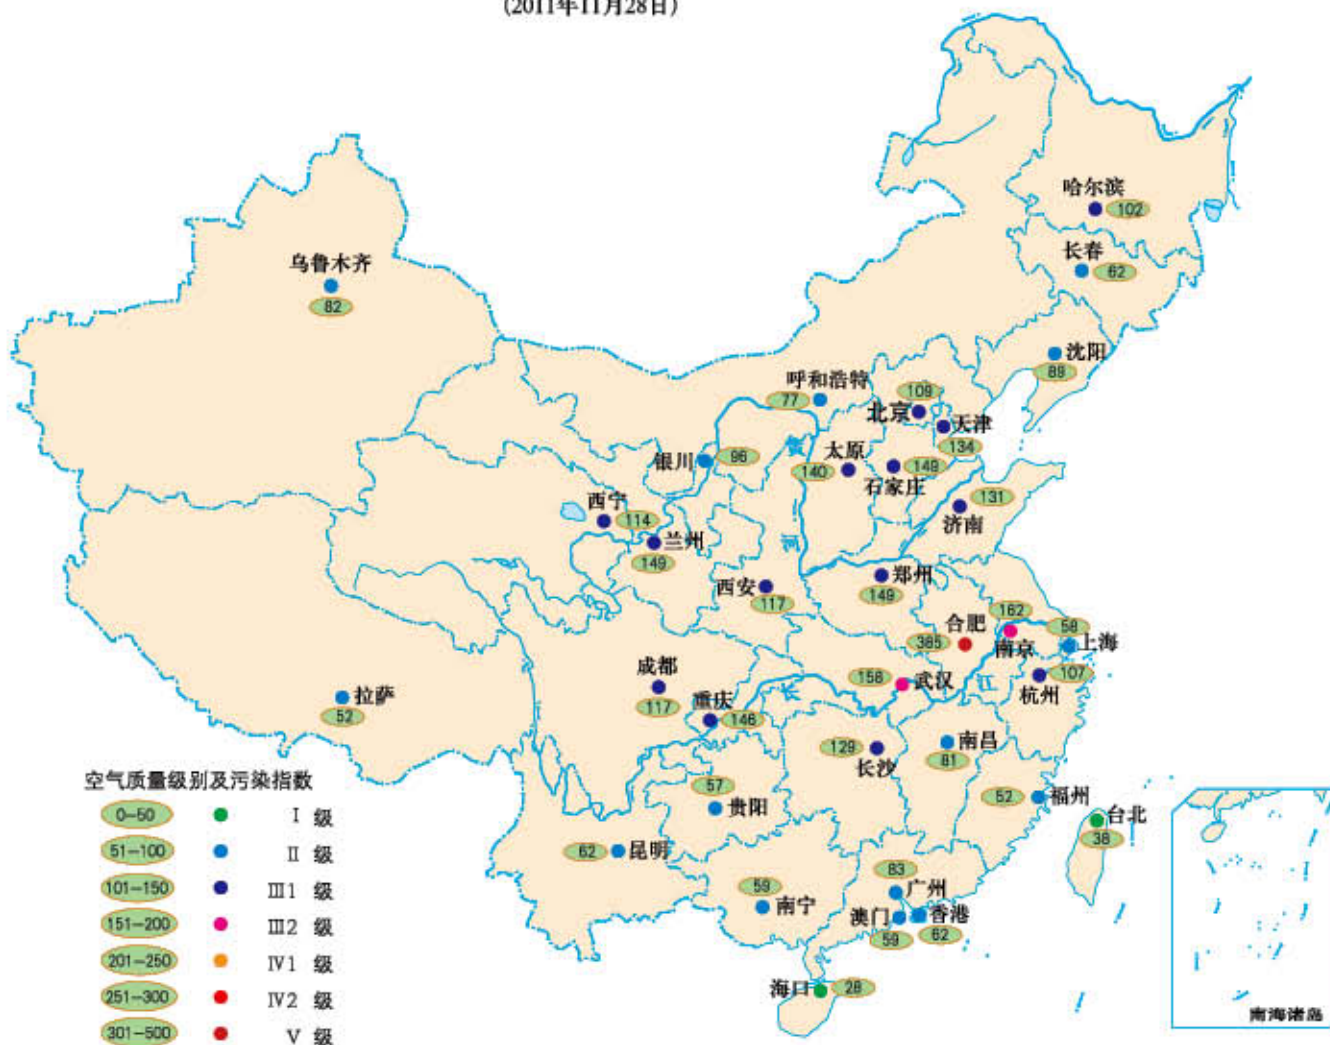 (2011年11月28日)
哈尔滨
102
长春
62
乌鲁木齐
82
沈阳
89
呼和浩特
77
北京
109
天津
134
银川
96
太原
140
石家庄
149
黄
河
济南
131
西宁
114
兰州
149
西安
117
郑州
149
合肥
385
南京
162
上海
58
杭州
107
武汉
156
长
江
成都
117
重庆
146
拉萨
52
长沙
129
南昌
81
贵阳
57
福州
52
台北
38
昆明
62
南宁
59
广州
83
澳门
59
香港
62
海口
28
南海诸岛
空气质量级别及污染指数
0—50 I 级
51—100 II 级
101—150 III1 级
151—200 III2 级
201—250 IV1 级
251—300 IV2 级
301—500 V 级